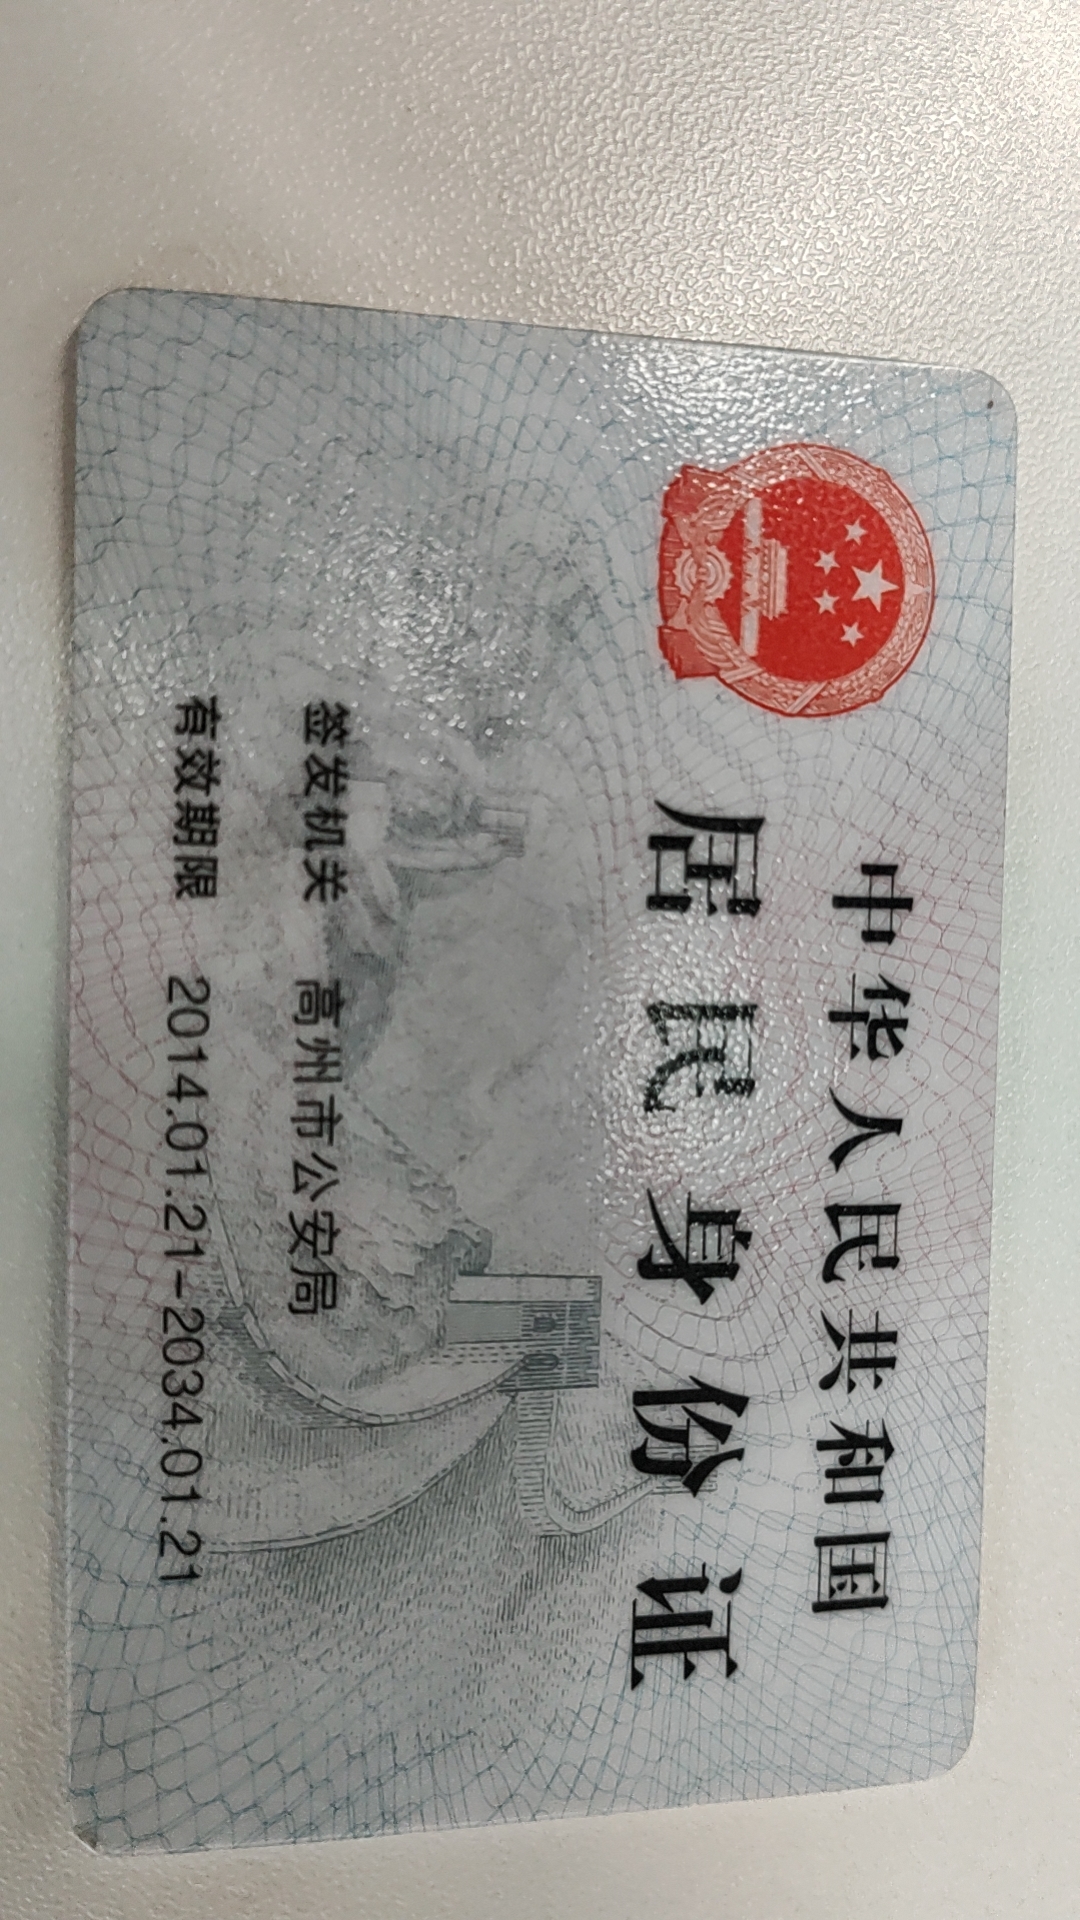 中华人民共和国
居民身份证
签发机关 高州市公安局
有效期限 2014.01.21-2034.01.21